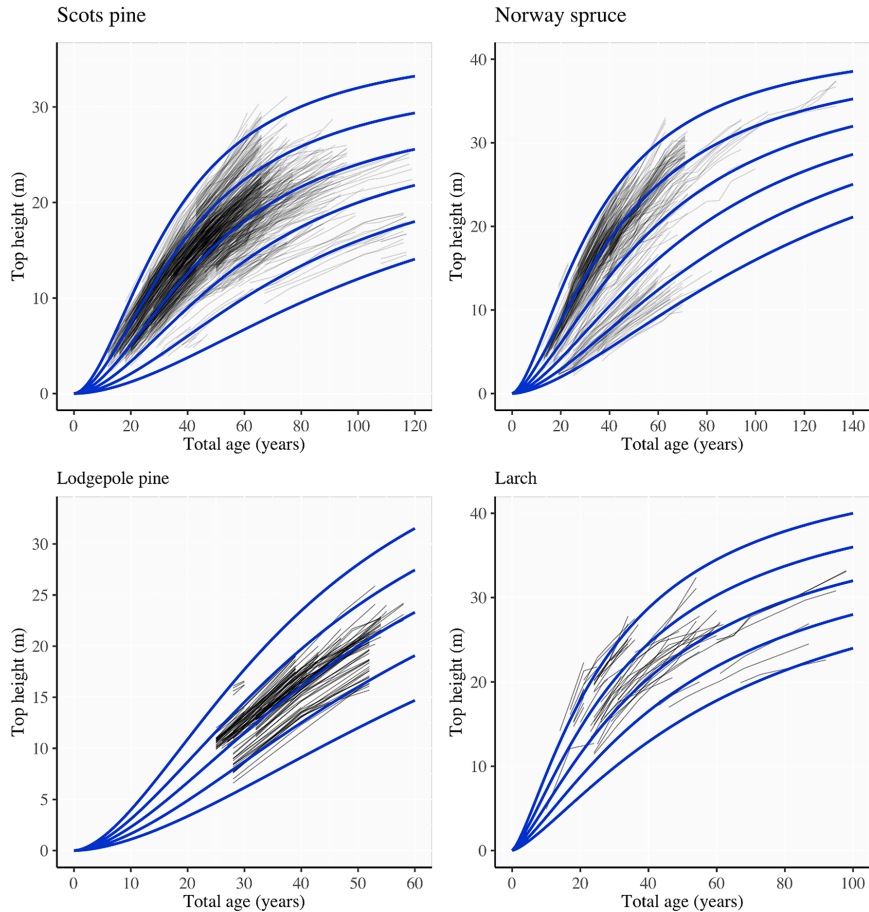 Scots pine
Top height (m)
30
20
10
0
0 20 40 60 80 100 120
Total age (years)
Norway spruce
Top height (m)
40
30
20
10
0
0 20 40 60 80 100 120 140
Total age (years)
Lodgepole pine
Top height (m)
30
25
20
15
10
5
0
0 10 20 30 40 50 60
Total age (years)
Larch
Top height (m)
40
30
20
10
0
0 20 40 60 80 100
Total age (years)